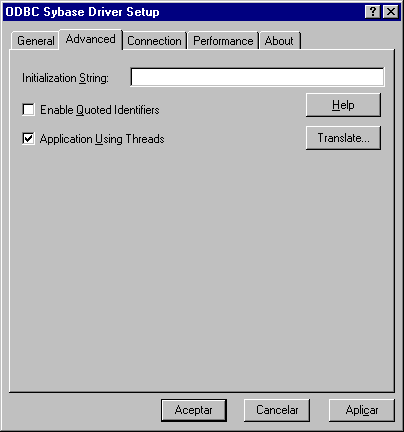 ODBC Sybase Driver Setup
General Advanced Connection Performance About
Initialization String:
Enable Quoted Identifiers
Help
Application Using Threads
Translate...
Aceptar Cancelar Aplicar